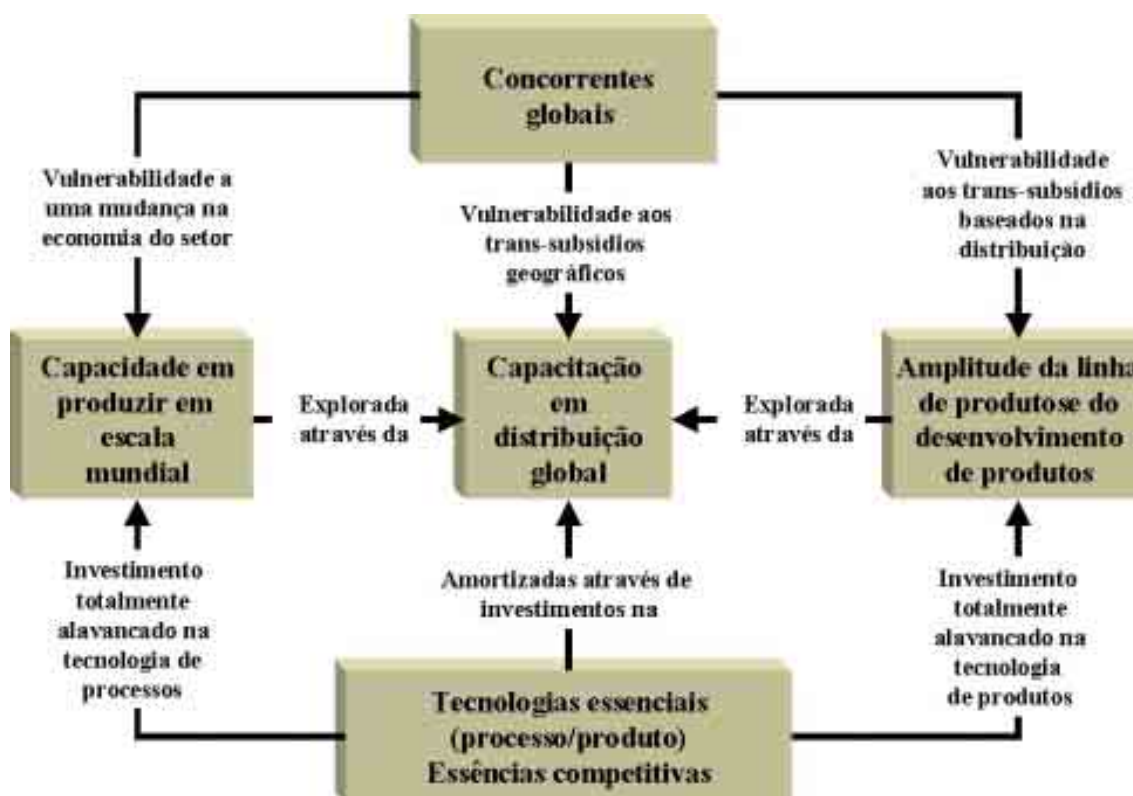 Concorrentes
globais
Vulnerabilidade a
uma mudança na
economia do setor
Vulnerabilidade aos
trans-subsídios
geográficos
Vulnerabilidade
aos trans-subsídios
baseados na
distribuição
Capacidade em
produzir em
escala
mundial
Explorada
através da
Capacitação
em
distribuição
global
Explorada
através da
Amplitude da linha
de produtose do
desenvolvimento
de produtos
Investimento
totalmente
alavancado na
tecnologia de
processos
Amortizadas através de
investimentos na
Investimento
totalmente
alavancado na
tecnologia
de produtos
Tecnologias essenciais
(processo/produto)
Essências competitivas